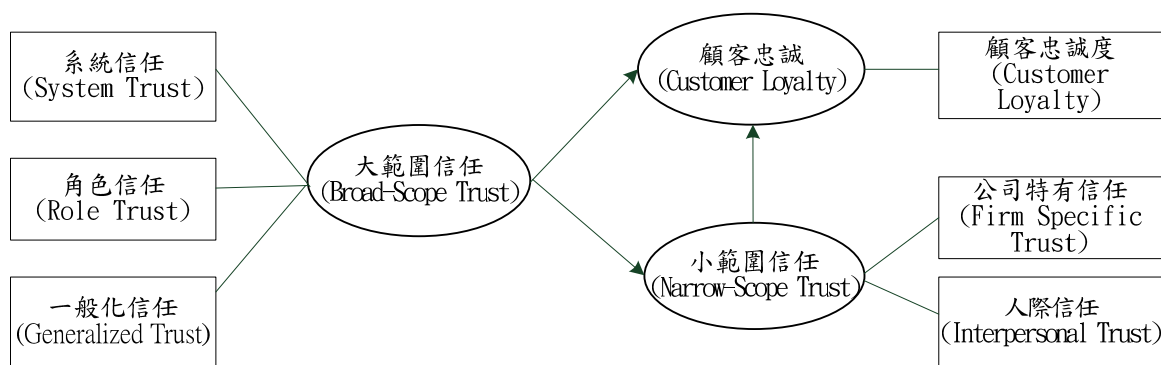 系統信任
(System Trust)
角色信任
(Role Trust)
一般化信任
(Generalized Trust)
大範圍信任
(Broad-Scope Trust)
顧客忠誠
(Customer Loyalty)
小範圍信任
(Narrow-Scope Trust)
顧客忠誠度
(Customer
Loyalty)
公司特有信任
(Firm Specific
Trust)
人際信任
(Interpersonal Trust)